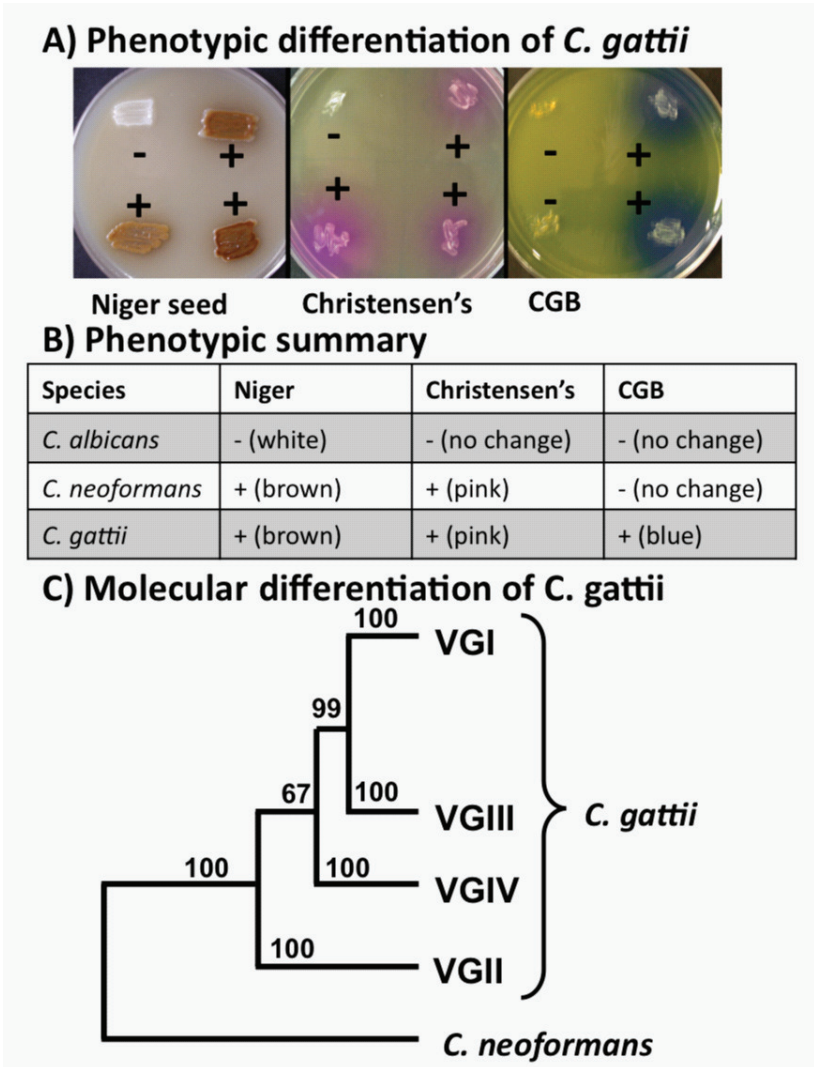 A) Phenotypic differentiation of C. gattii
- +
+ +
- +
+ +
- +
- +
Niger seed Christensen's CGB
B) Phenotypic summary
Species Niger Christensen's CGB
C. albicans - (white) - (no change) - (no change)
C. neoformans + (brown) + (pink) - (no change)
C. gattii + (brown) + (pink) + (blue)
C) Molecular differentiation of C. gattii
100
VGI
99
67
100
VGIII
C. gattii
100
100
VGIV
100
VGII
C. neoformans